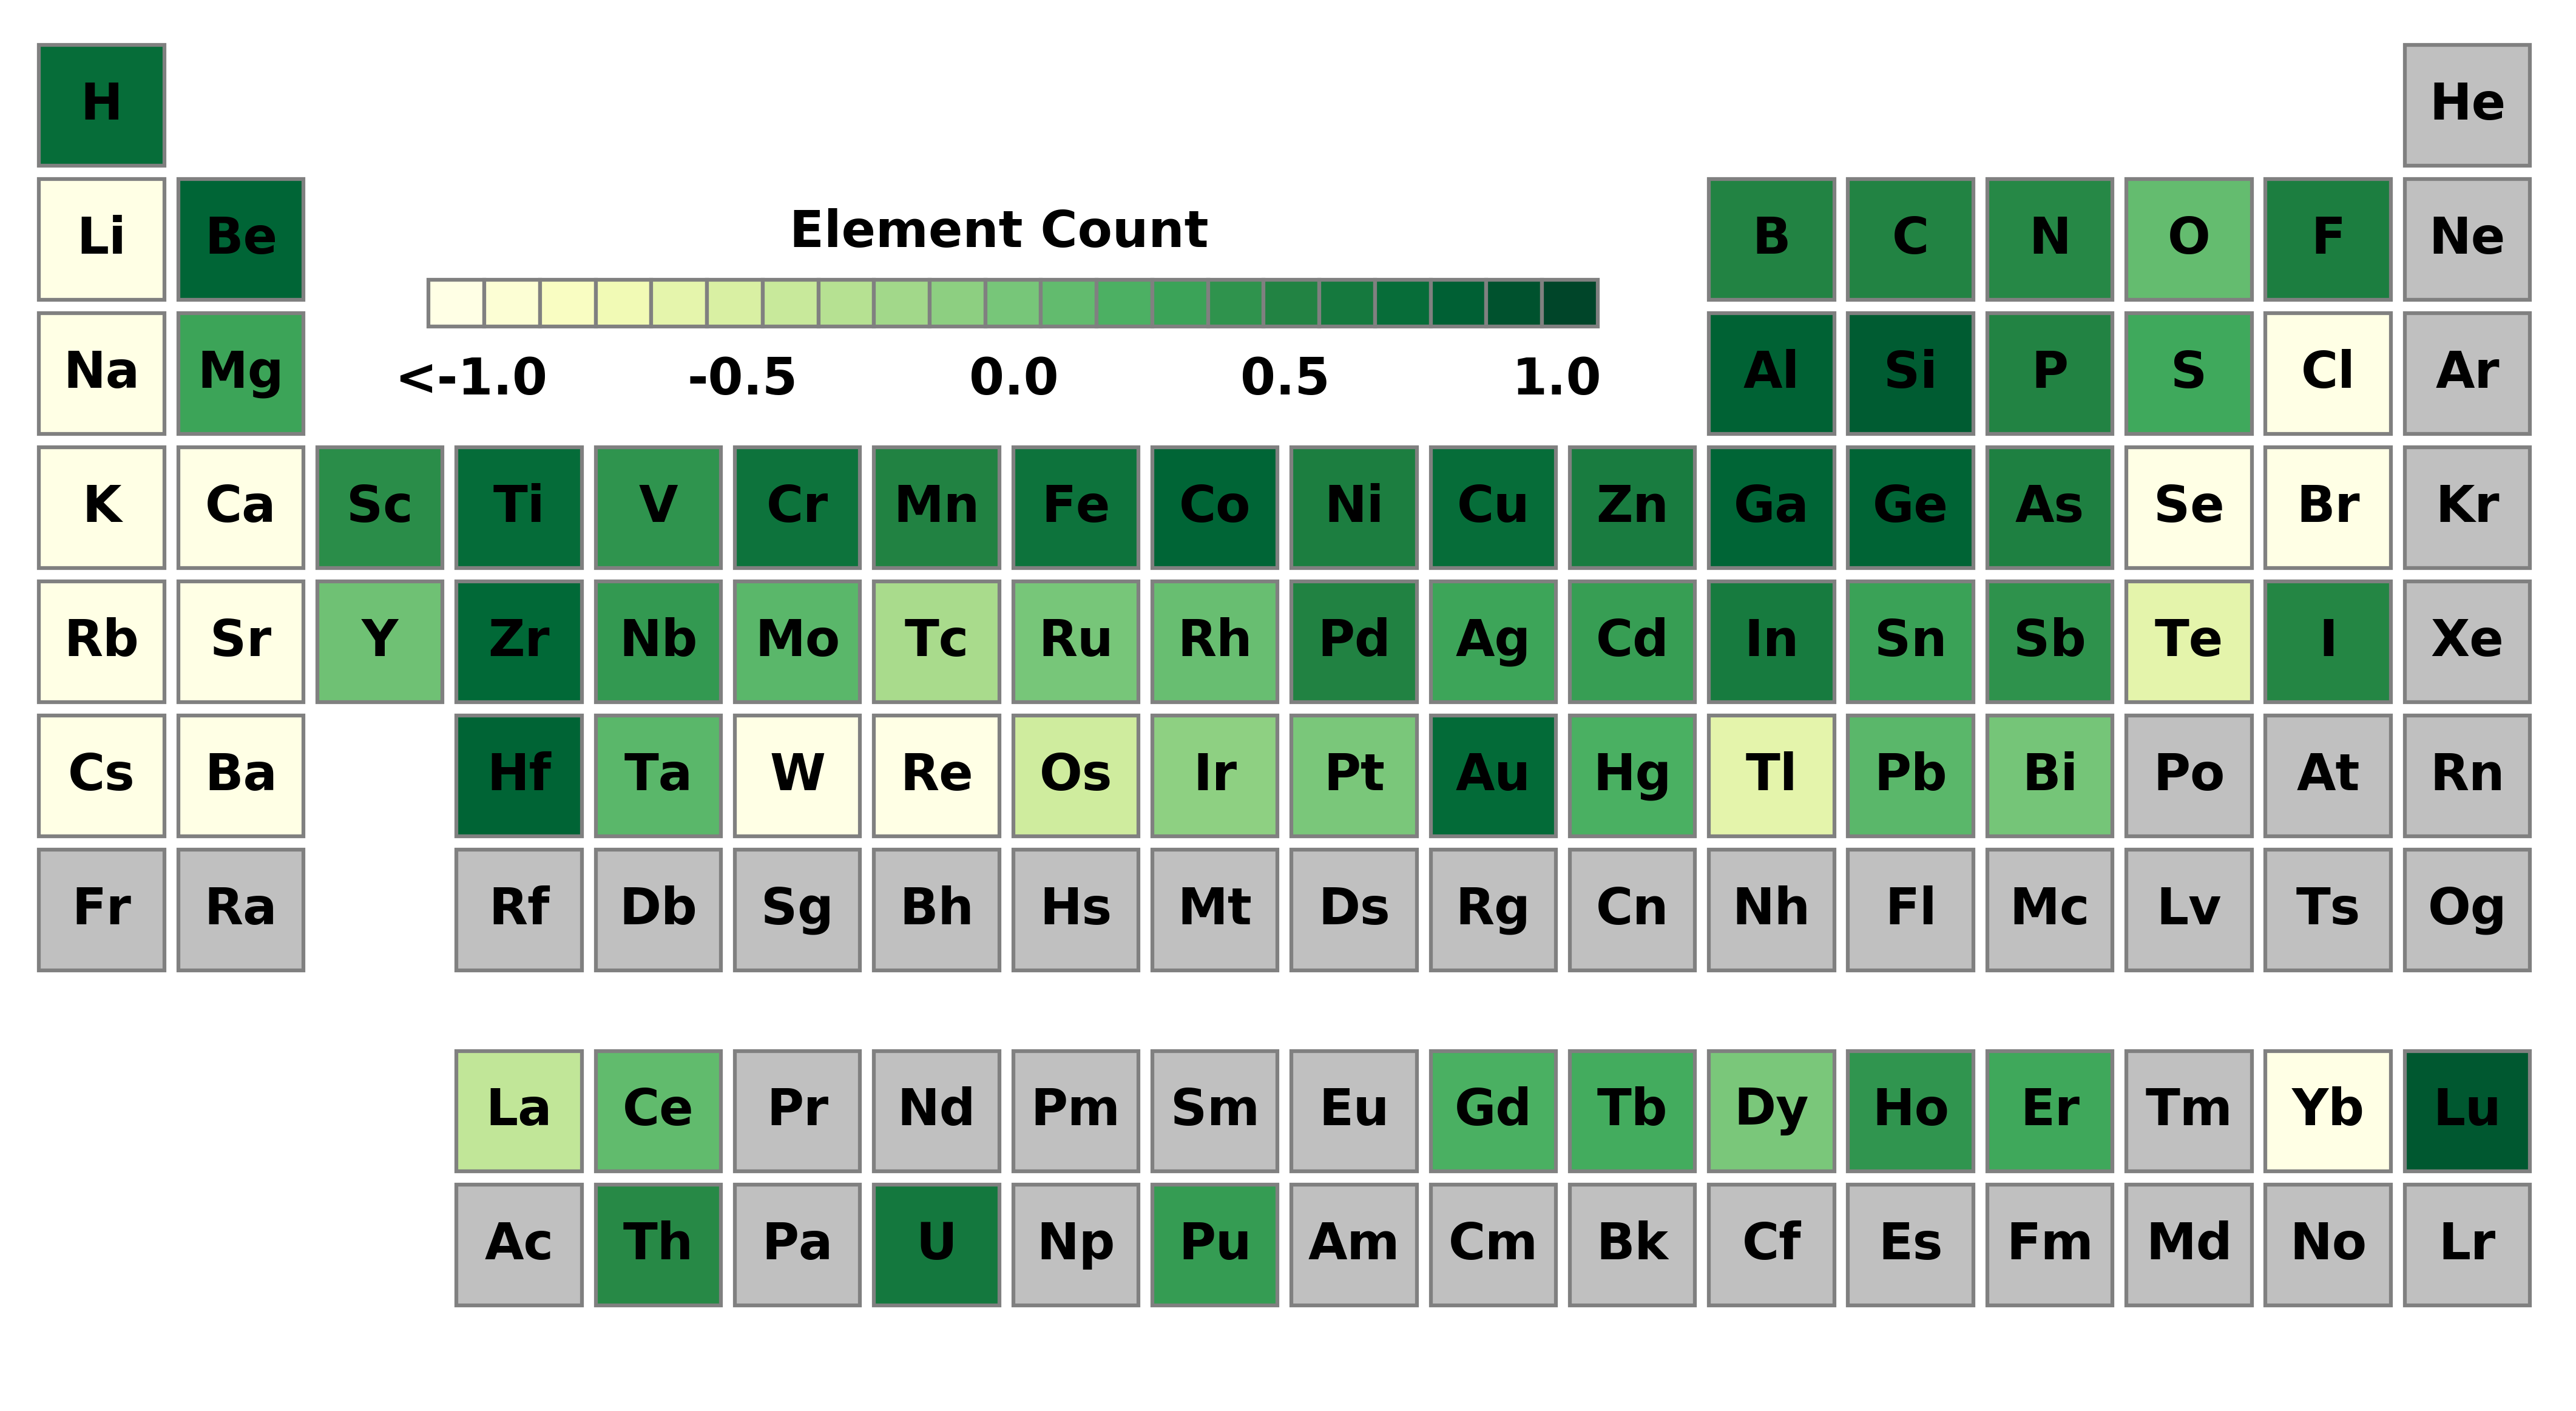 H He
Li Be B C N O F Ne
Element Count
Na Mg Al Si P S Cl Ar
<-1.0 -0.5 0.0 0.5 1.0
K Ca Sc Ti V Cr Mn Fe Co Ni Cu Zn Ga Ge As Se Br Kr
Rb Sr Y Zr Nb Mo Tc Ru Rh Pd Ag Cd In Sn Sb Te I Xe
Cs Ba Hf Ta W Re Os Ir Pt Au Hg Tl Pb Bi Po At Rn
Fr Ra Rf Db Sg Bh Hs Mt Ds Rg Cn Nh Fl Mc Lv Ts Og
La Ce Pr Nd Pm Sm Eu Gd Tb Dy Ho Er Tm Yb Lu
Ac Th Pa U Np Pu Am Cm Bk Cf Es Fm Md No Lr